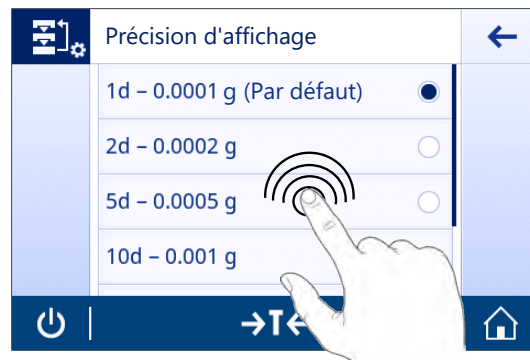 Précision d'affichage
1d – 0.0001 g (Par défaut)
2d – 0.0002 g
5d – 0.0005 g
10d – 0.001 g
→T←